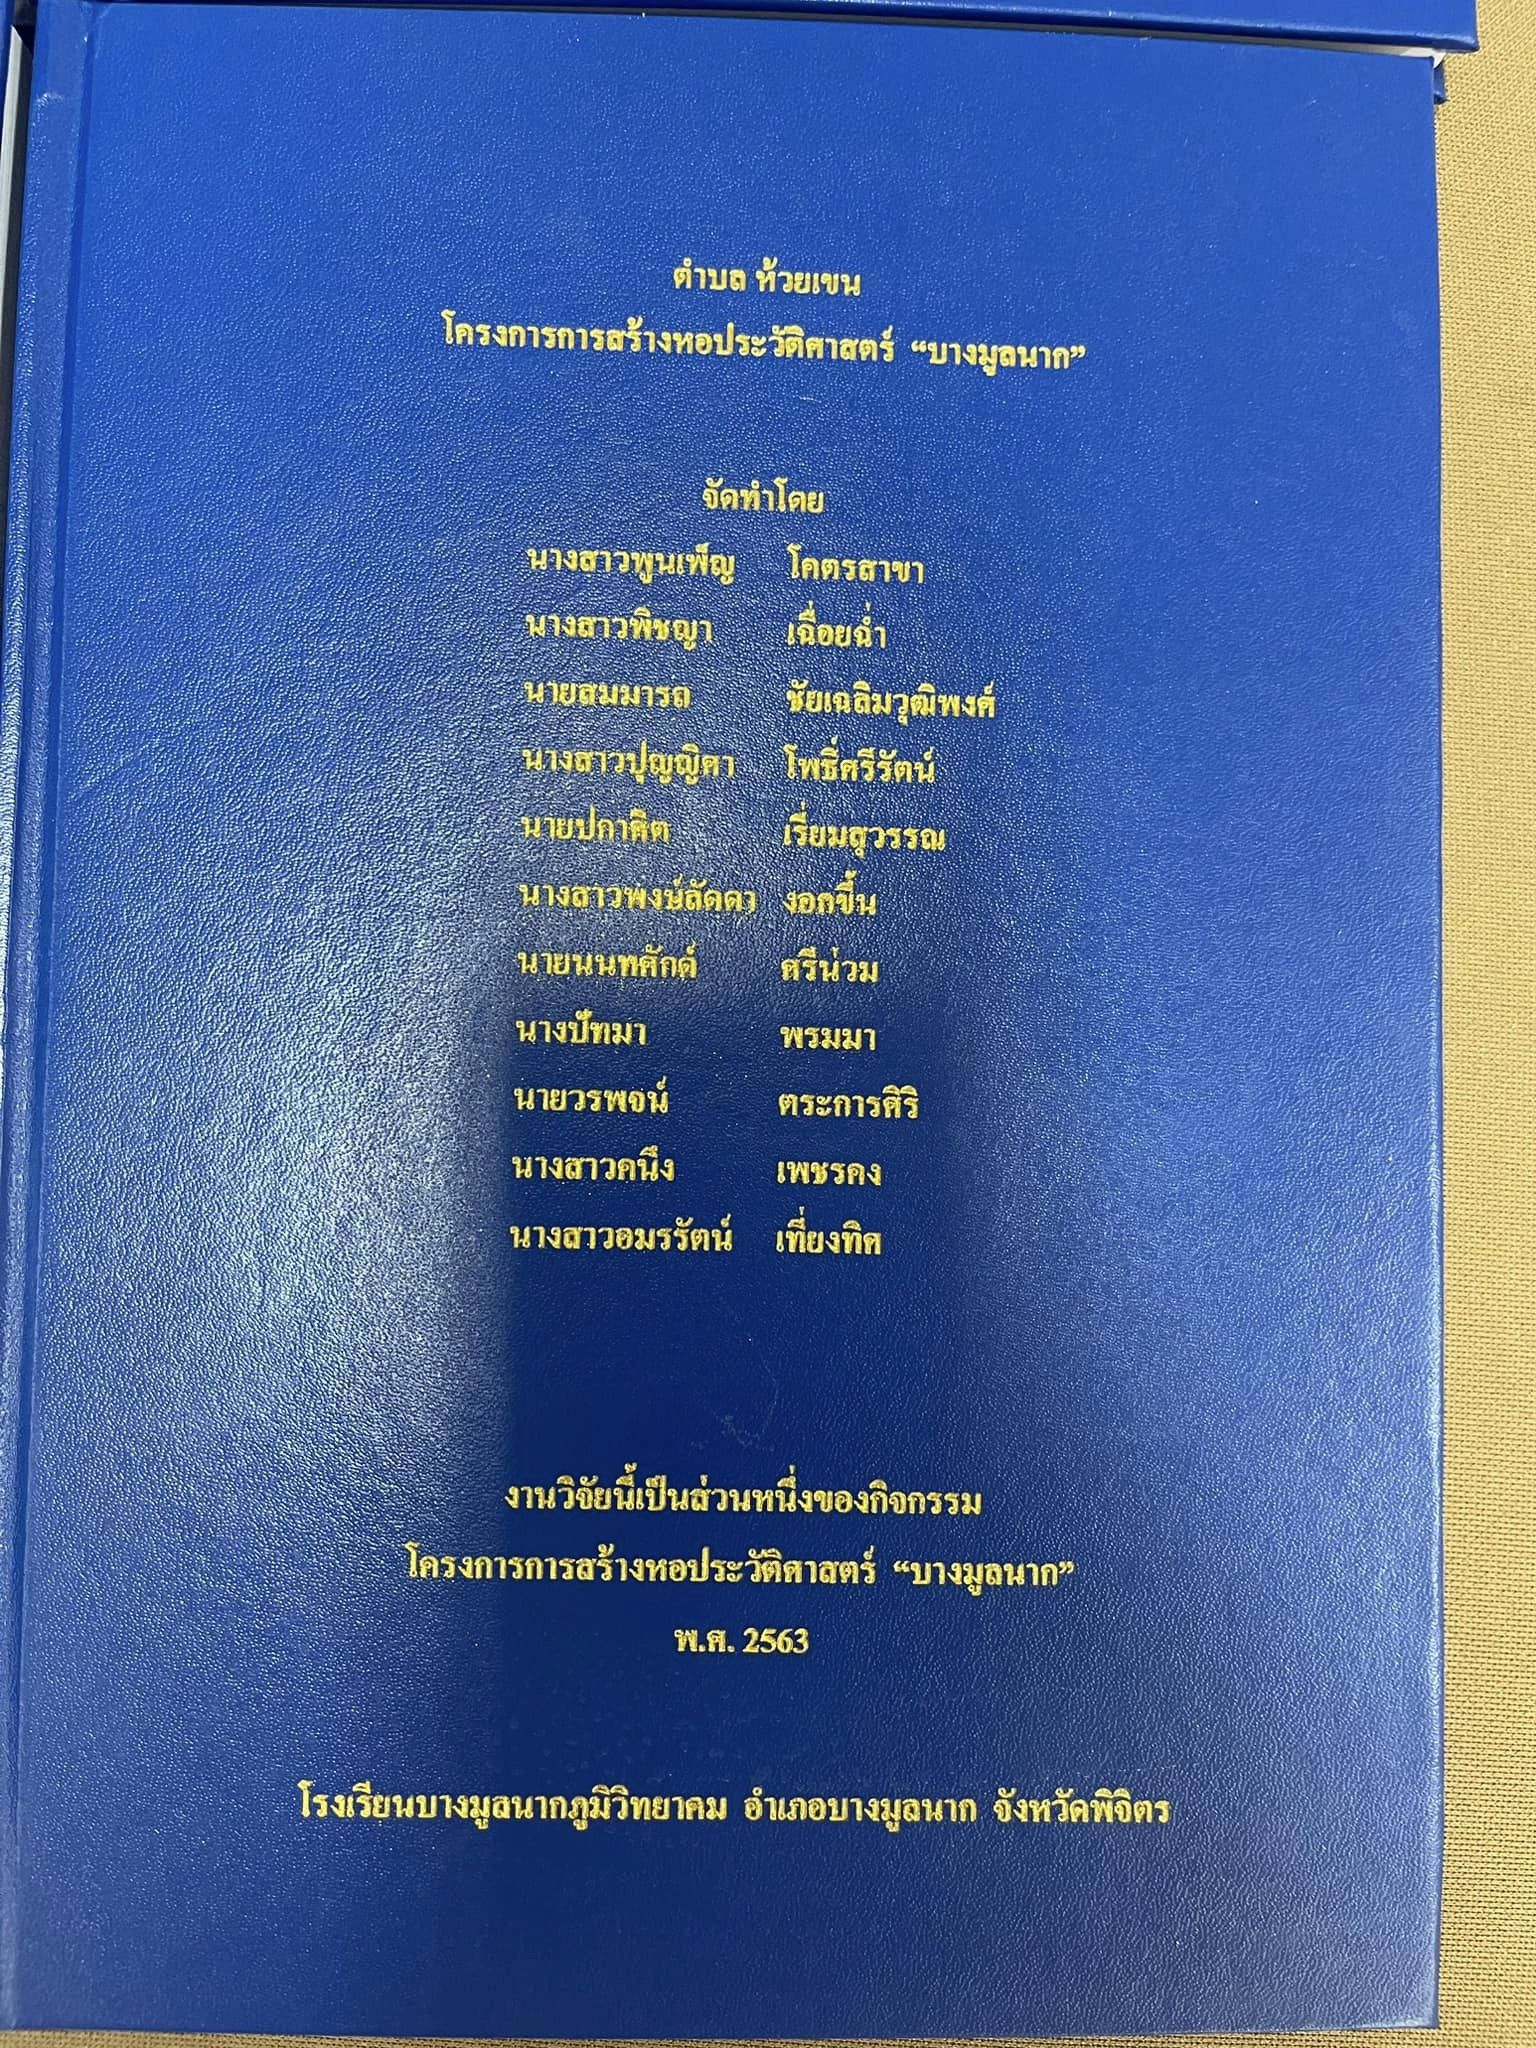 ตำบล ห้วยเขน
โครงการการสร้างหอประวัติศาสตร์ “บางมูลนาก”
จัดทำโดย
นางสาวพูนเพ็ญ โคตรสาขา
นางสาวพิชญา เฉื่อยฉ่ำ
นายสมมารถ ชัยเฉลิมวุฒิพงศ์
นางสาวปุญญิศา โพธิ์ศรีรัตน์
นายปกาศิต เรี่ยมสุวรรณ
นางสาวพงษ์ลัดดา งอกขึ้น
นายนนทศักดิ์ ศรีน่วม
นางปัทมา พรมมา
นายวรพจน์ ตระการศิริ
นางสาวคนึง เพชรคง
นางสาวอมรรัตน์ เที่ยงทิศ
งานวิจัยนี้เป็นส่วนหนึ่งของกิจกรรม
โครงการการสร้างหอประวัติศาสตร์ “บางมูลนาก”
พ.ศ. 2563
โรงเรียนบางมูลนากภูมิวิทยาคม อำเภอบางมูลนาก จังหวัดพิจิตร